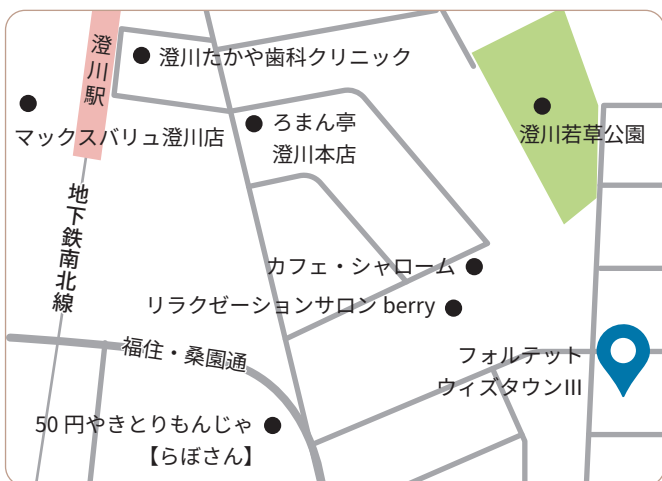 澄川駅
澄川たかや歯科クリニック
マックスバリュ澄川店
ろまん亭
澄川本店
澄川若草公園
地下鉄南北線
カフェ・シャローム
リラクゼーションサロン berry
福住・桑園通
フォルテット
ウィズタウンIII
50 円やきとりもんじゃ
【らぼさん】